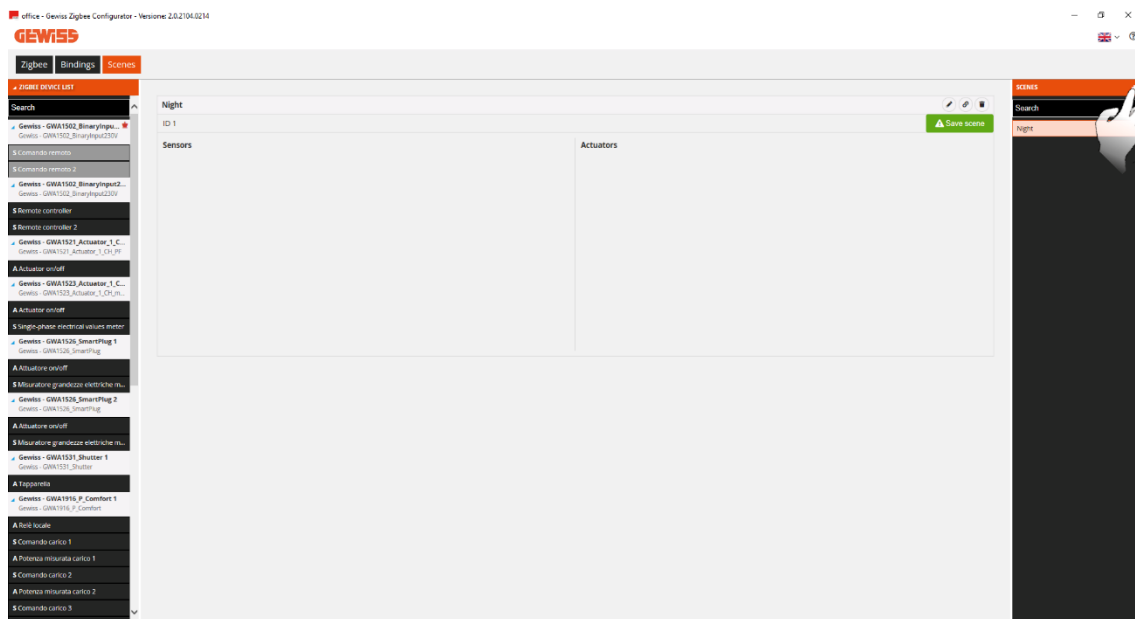 office - Gewiss Zigbee Configurator - Versione: 2.0.2104.0214
GEWISS
Zigbee Bindings Scenes
ZIGBEE DEVICE LIST
Search
Gewiss - GWA1502_BinaryInpu...
Gewiss - GWA1502_BinaryInput230V
S Comando remoto
S Comando remoto 2
Gewiss - GWA1502_BinaryInput2...
Gewiss - GWA1502_BinaryInput230V
S Remote controller
S Remote controller 2
Gewiss - GWA1521_Actuator_1_C...
Gewiss - GWA1521_Actuator_1_CH_PF
A Actuator on/off
Gewiss - GWA1523_Actuator_1_C...
Gewiss - GWA1523_Actuator_1_CH_m...
A Actuator on/off
S Single-phase electrical values meter
Gewiss - GWA1526_SmartPlug 1
Gewiss - GWA1526_SmartPlug
A Attuatore on/off
S Misuratore grandezze elettriche m...
Gewiss - GWA1526_SmartPlug 2
Gewiss - GWA1526_SmartPlug
A Attuatore on/off
S Misuratore grandezze elettriche m...
Gewiss - GWA1531_Shutter 1
Gewiss - GWA1531_Shutter
A Tapparella
Gewiss - GWA1916_P_Comfort 1
Gewiss - GWA1916_P_Comfort
A Relè locale
S Comando carico 1
A Potenza misurata carico 1
S Comando carico 2
A Potenza misurata carico 2
S Comando carico 3
Night
ID 1
Save scene
Sensors
Actuators
SCENES
Search
Night